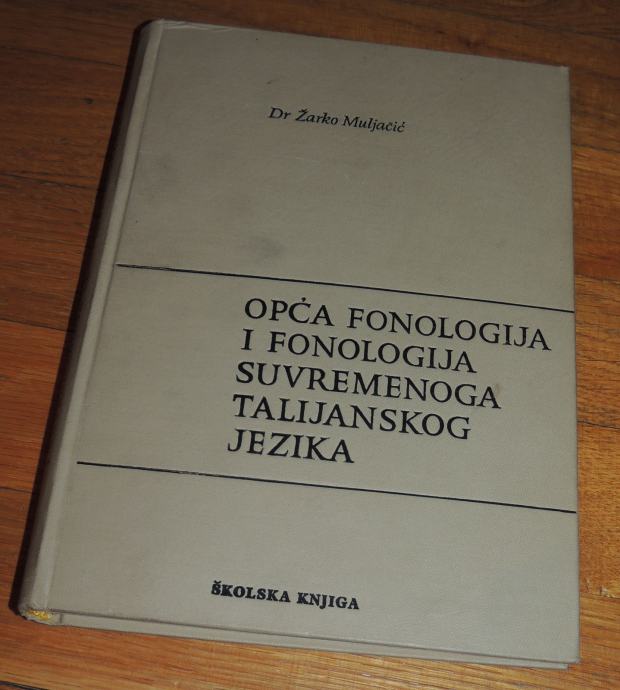 Dr Žarko Muljačić
OPĆA FONOLOGIJA
I FONOLOGIJA
SUVREMENOGA
TALIJANSKOG
JEZIKA
ŠKOLSKA KNJIGA